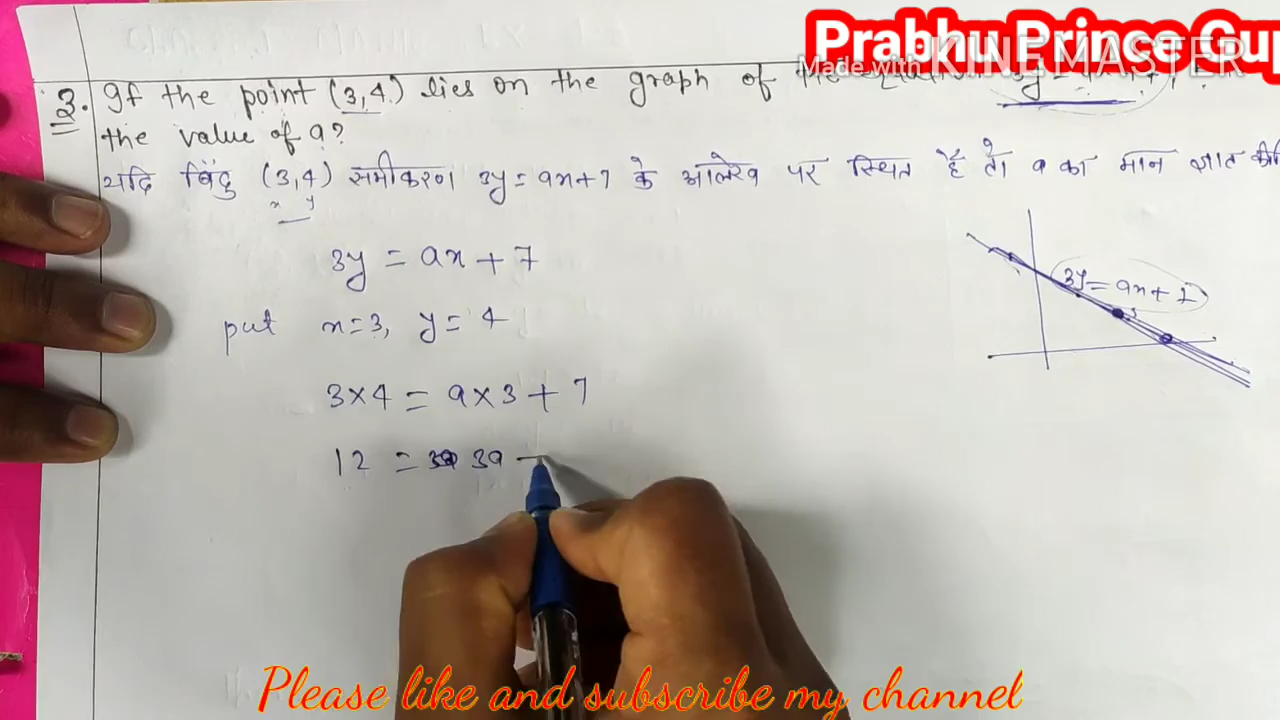 Prabhu Prince Gup
Made with KINEMASTER
3. If the point (3,4) lies on the graph of the
the value of a?
यदि बिंदु (3,4) समीकरण 3y = ax+7 के आलेख पर स्थित है तो a का मान ज्ञात
x y
3y = ax + 7
3y = ax + 7
put x=3, y= 4
3×4 = a×3 + 7
12 = 3a
Please like and subscribe my channel